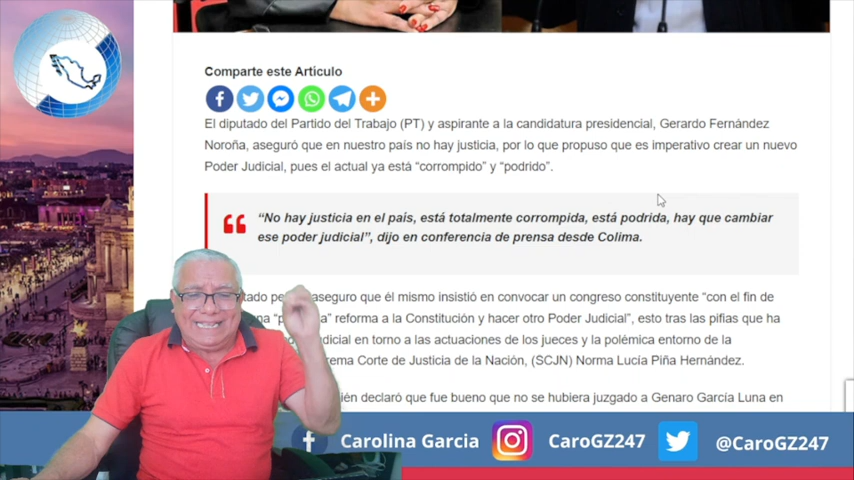 Comparte este Articulo
El diputado del Partido del Trabajo (PT) y aspirante a la candidatura presidencial, Gerardo Fernández
Noroña, aseguró que en nuestro país no hay justicia, por lo que propuso que es imperativo crear un nuevo
Poder Judicial, pues el actual ya está “corrompido” y “podrido”.
“No hay justicia en el país, está totalmente corrompida, está podrida, hay que cambiar
ese poder judicial”, dijo en conferencia de prensa desde Colima.
aseguro que él mismo insistió en convocar un congreso constituyente “con el fin de
reforma a la Constitución y hacer otro Poder Judicial”, esto tras las pifias que ha
judicial en torno a las actuaciones de los jueces y la polémica entorno de la
Corte de Justicia de la Nación, (SCJN) Norma Lucía Piña Hernández.
declaró que fue bueno que no se hubiera juzgado a Genaro García Luna en
Carolina Garcia CaroGZ247 @CaroGZ247